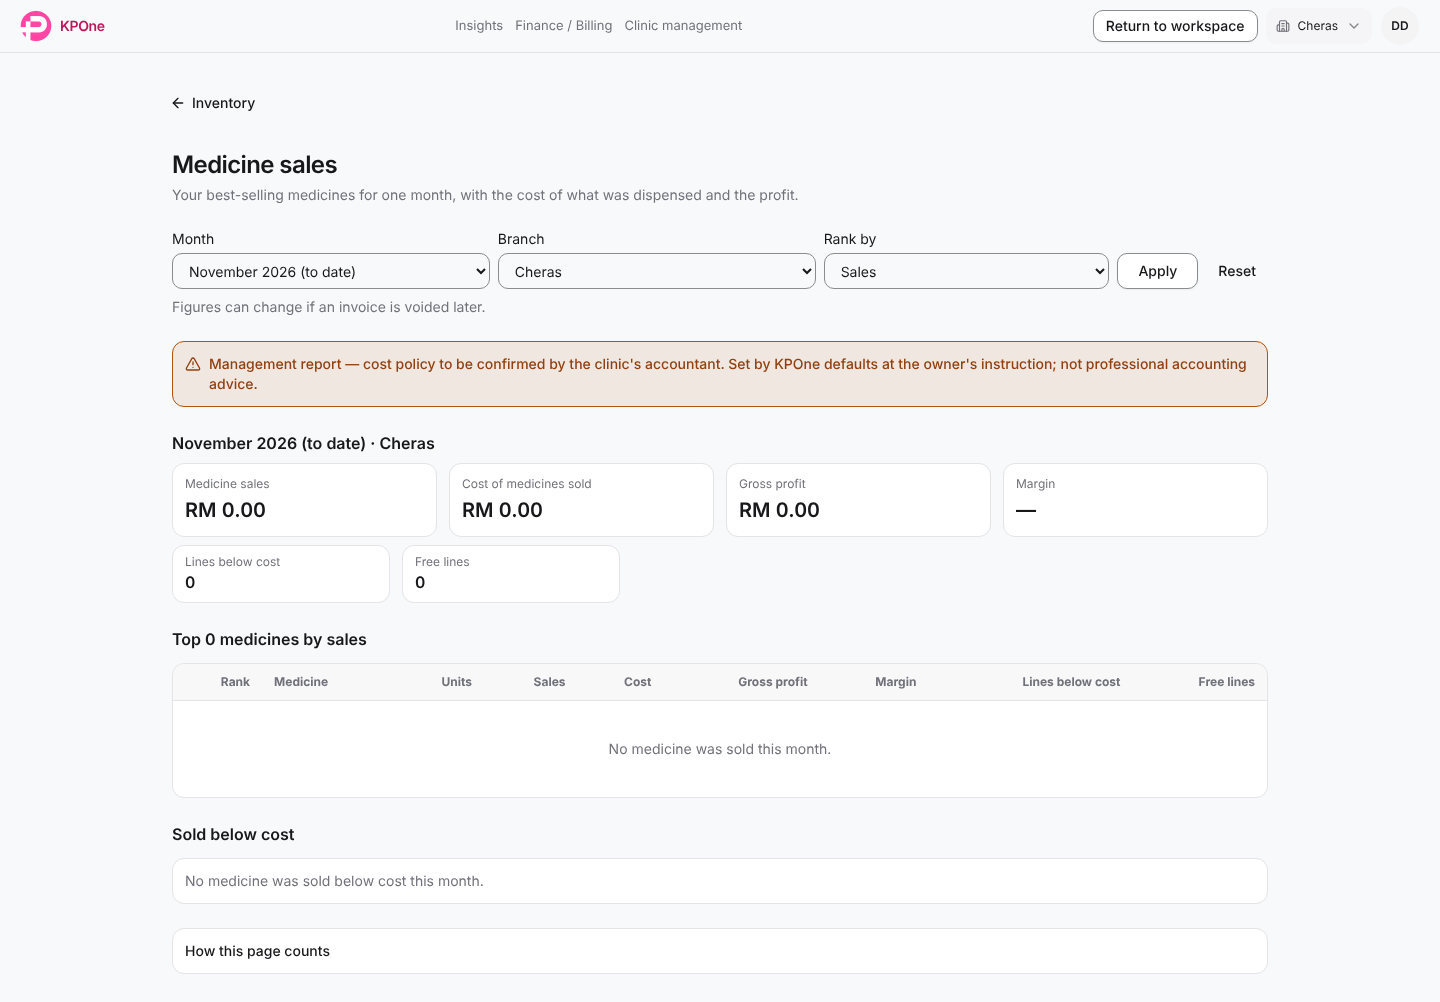 KPOne
Insights Finance / Billing Clinic management
Return to workspace
Cheras
DD
Inventory
Medicine sales
Your best-selling medicines for one month, with the cost of what was dispensed and the profit.
Month Branch Rank by
November 2026 (to date) Cheras Sales Apply Reset
Figures can change if an invoice is voided later.
Management report — cost policy to be confirmed by the clinic's accountant. Set by KPOne defaults at the owner's instruction; not professional accounting
advice.
November 2026 (to date) · Cheras
Medicine sales Cost of medicines sold Gross profit Margin
RM 0.00 RM 0.00 RM 0.00 —
Lines below cost Free lines
0 0
Top 0 medicines by sales
Rank Medicine Units Sales Cost Gross profit Margin Lines below cost Free lines
No medicine was sold this month.
Sold below cost
No medicine was sold below cost this month.
How this page counts